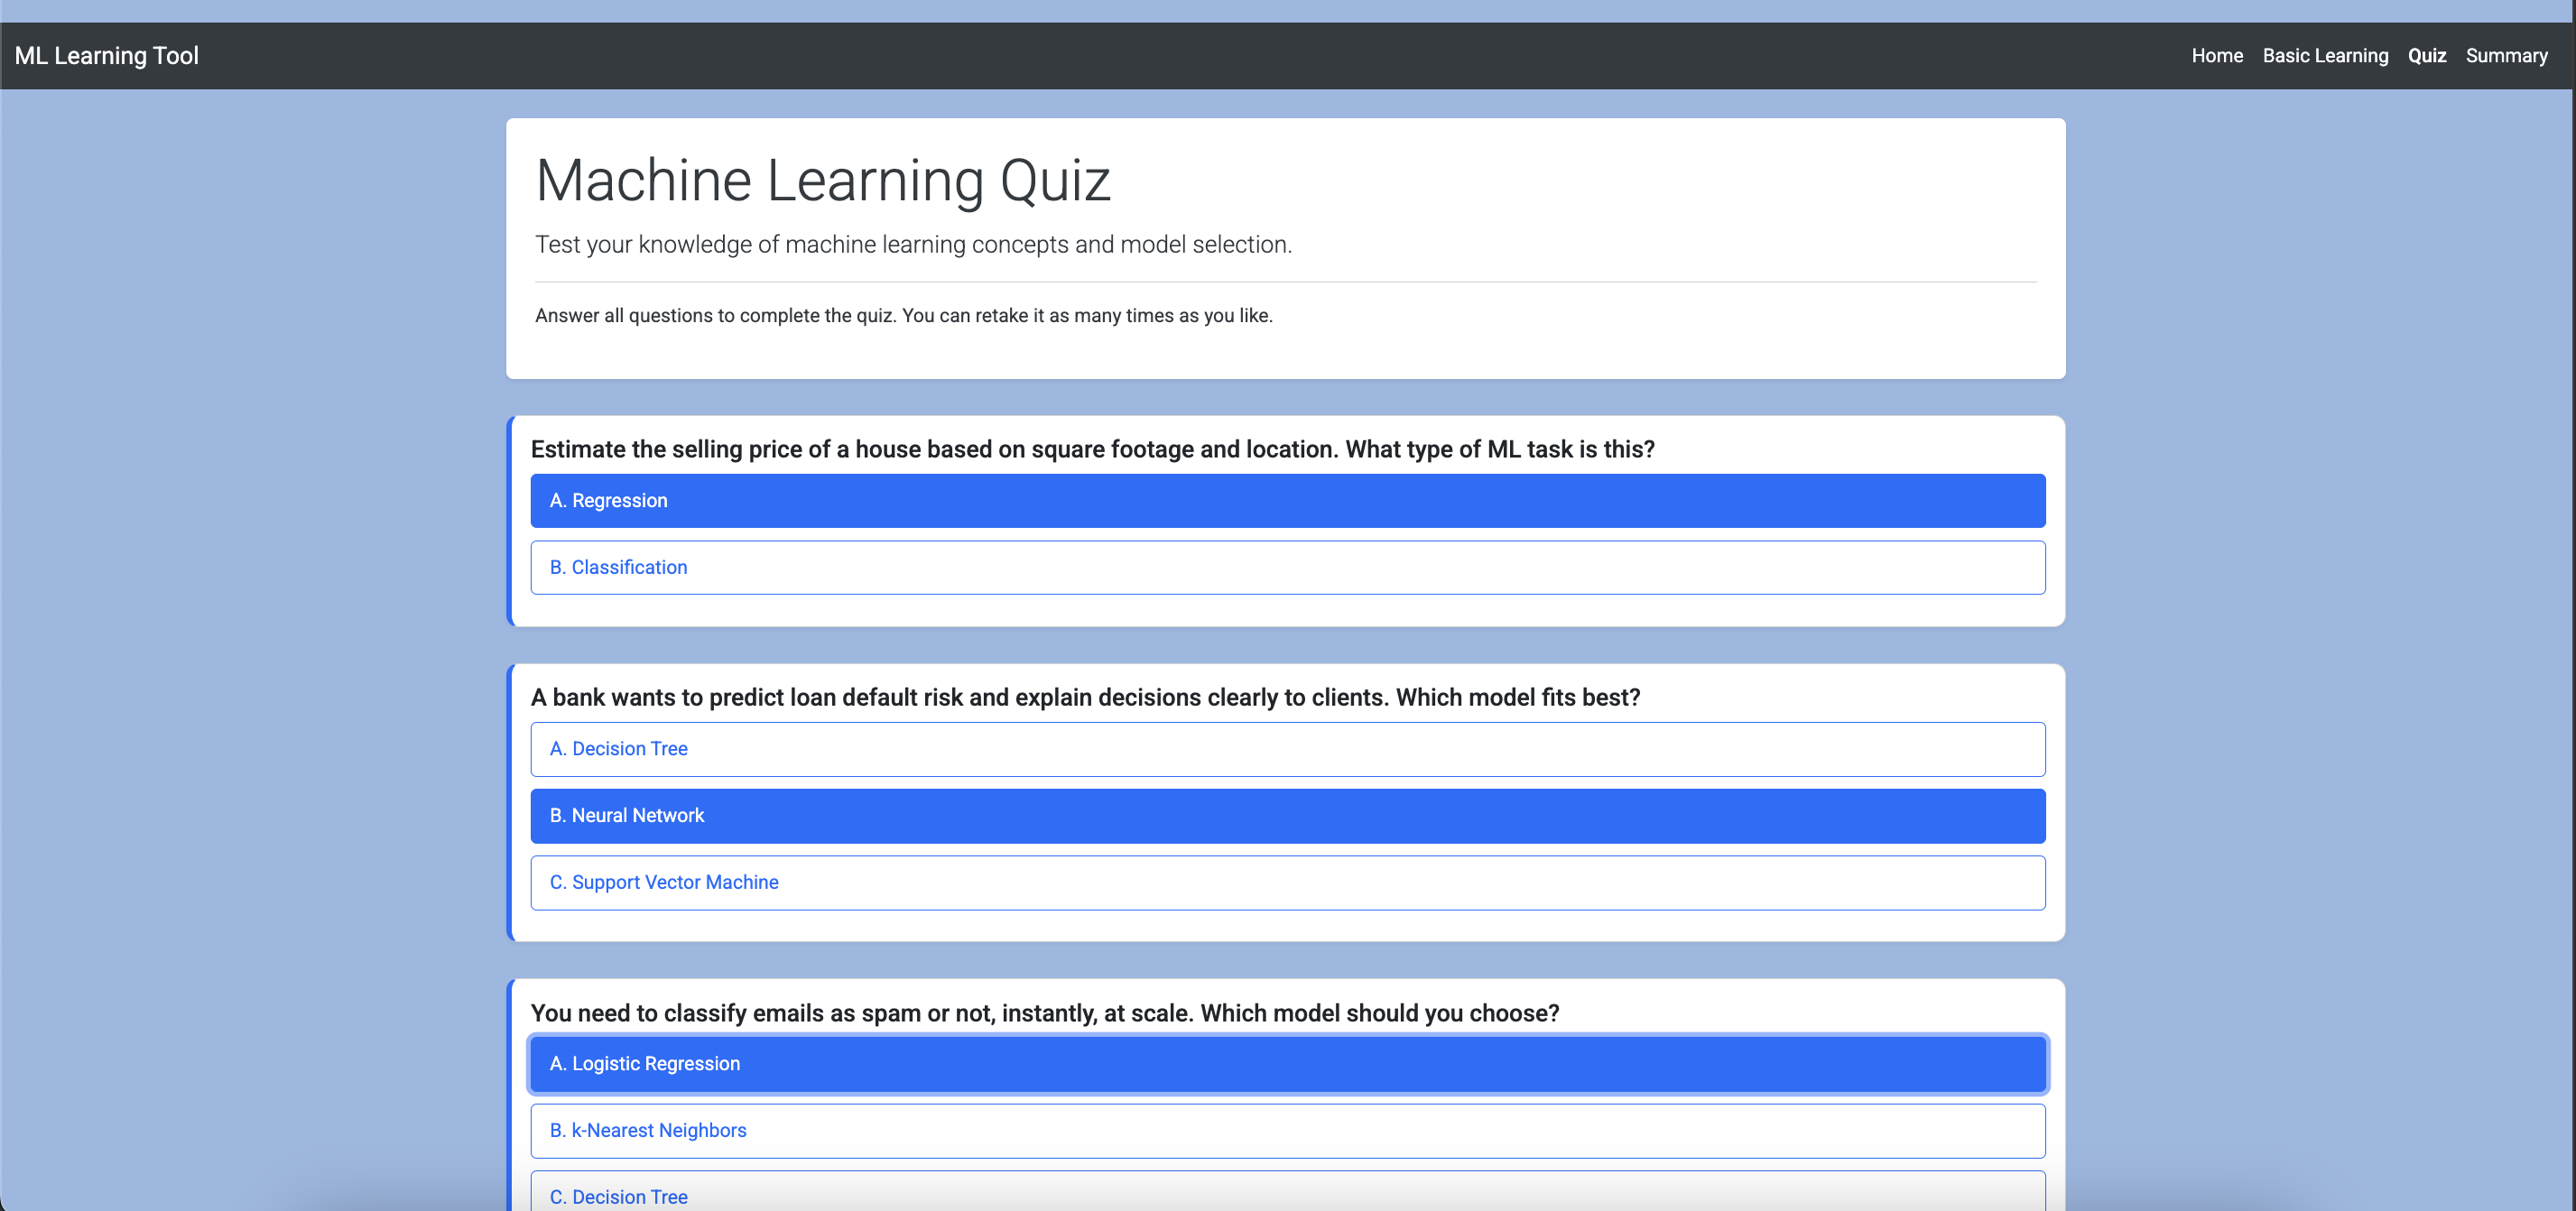 ML Learning Tool
Home Basic Learning Quiz Summary
Machine Learning Quiz
Test your knowledge of machine learning concepts and model selection.
Answer all questions to complete the quiz. You can retake it as many times as you like.
Estimate the selling price of a house based on square footage and location. What type of ML task is this?
A. Regression
B. Classification
A bank wants to predict loan default risk and explain decisions clearly to clients. Which model fits best?
A. Decision Tree
B. Neural Network
C. Support Vector Machine
You need to classify emails as spam or not, instantly, at scale. Which model should you choose?
A. Logistic Regression
B. k-Nearest Neighbors
C. Decision Tree